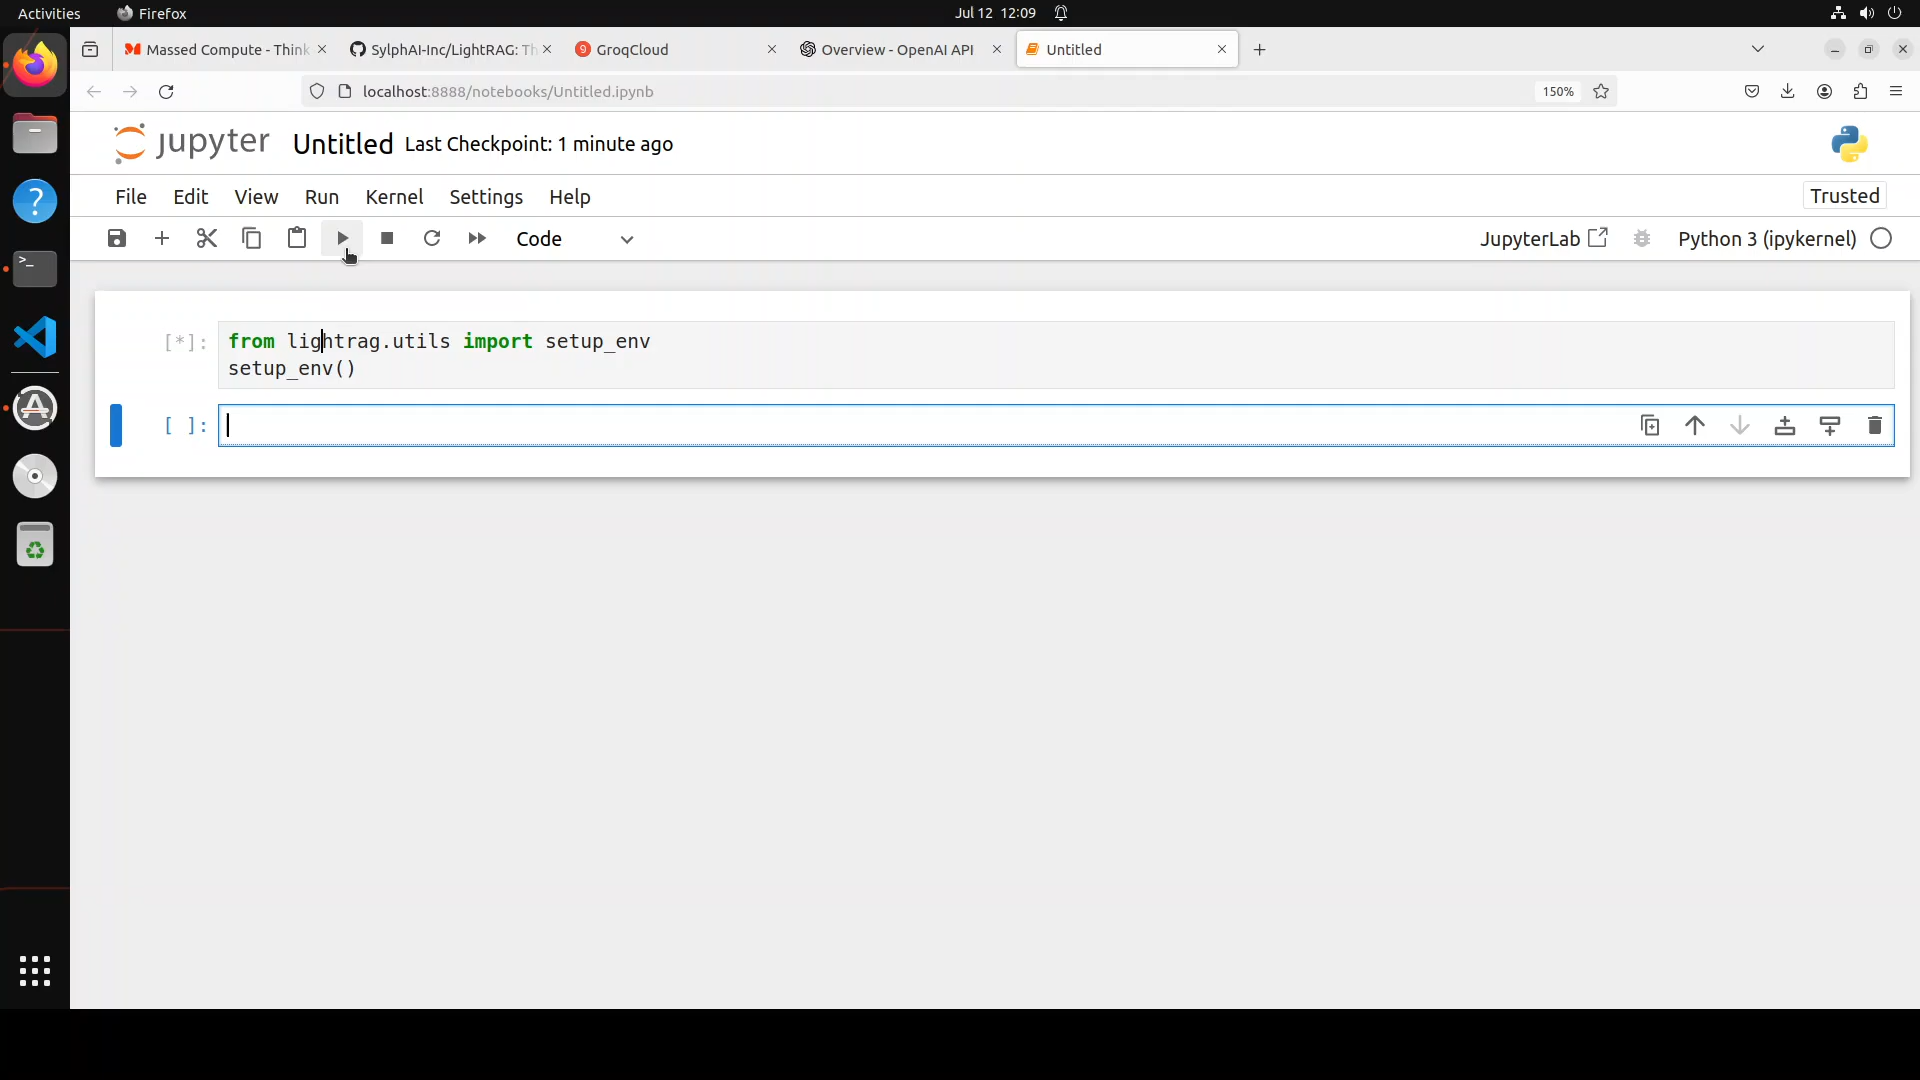 Activities
Firefox
Jul 12 12:09
Massed Compute - Think
SylphAI-Inc/LightRAG: Th
GroqCloud
Overview - OpenAI API
Untitled
localhost:8888/notebooks/Untitled.ipynb
150%
jupyter
Untitled
Last Checkpoint: 1 minute ago
File
Edit
View
Run
Kernel
Settings
Help
Trusted
Code
JupyterLab
Python 3 (ipykernel)
[*]:
from lightrag.utils import setup_env
setup_env()
[ ]: